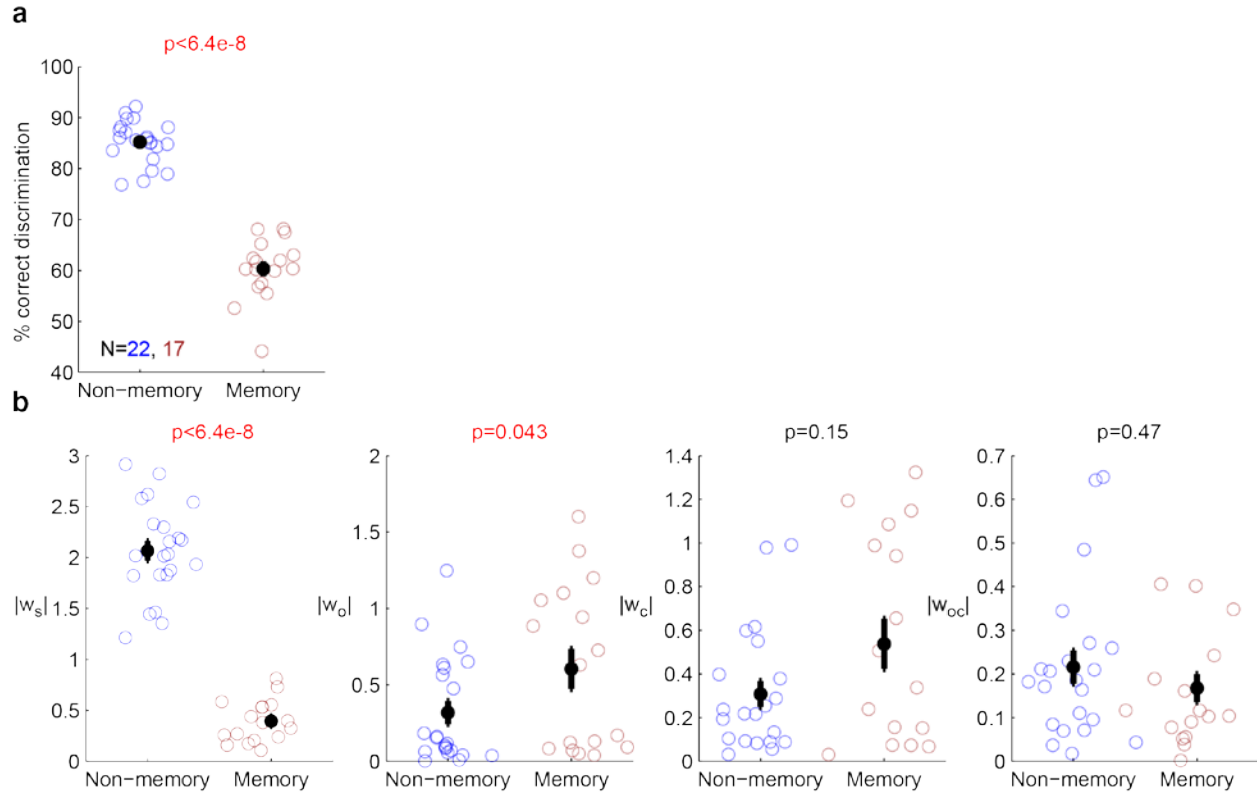 a
p<6.4e-8
% correct discrimination
100
90
80
70
60
50
40
N=22, 17
Non-memory Memory
b
p<6.4e-8
|ws|
3
2.5
2
1.5
1
0.5
0
Non-memory Memory
p=0.043
|wo|
2
1.5
1
0.5
0
Non-memory Memory
p=0.15
|wc|
1.4
1.2
1
0.8
0.6
0.4
0.2
0
Non-memory Memory
p=0.47
|woc|
0.7
0.6
0.5
0.4
0.3
0.2
0.1
0
Non-memory Memory